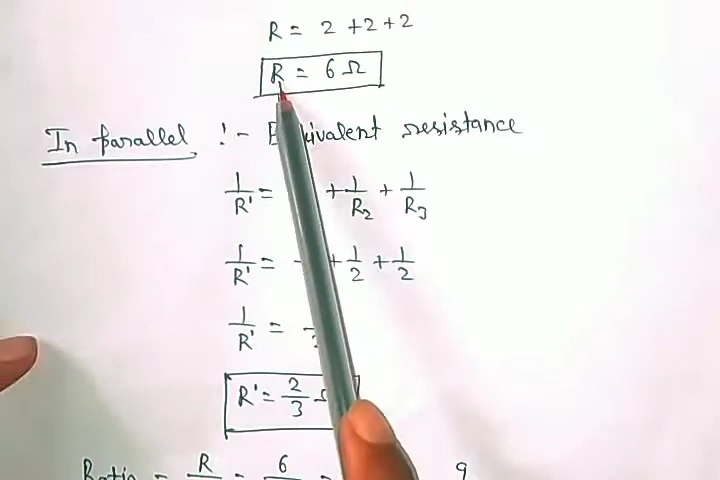 R = 2 + 2 + 2
R = 6 Ω
In parallel :- Equivalent resistance
1/R' = + 1/R2 + 1/R3
1/R' = + 1/2 + 1/2
1/R' =
R' = 2/3 Ω
Ratio = R = 6 = 9